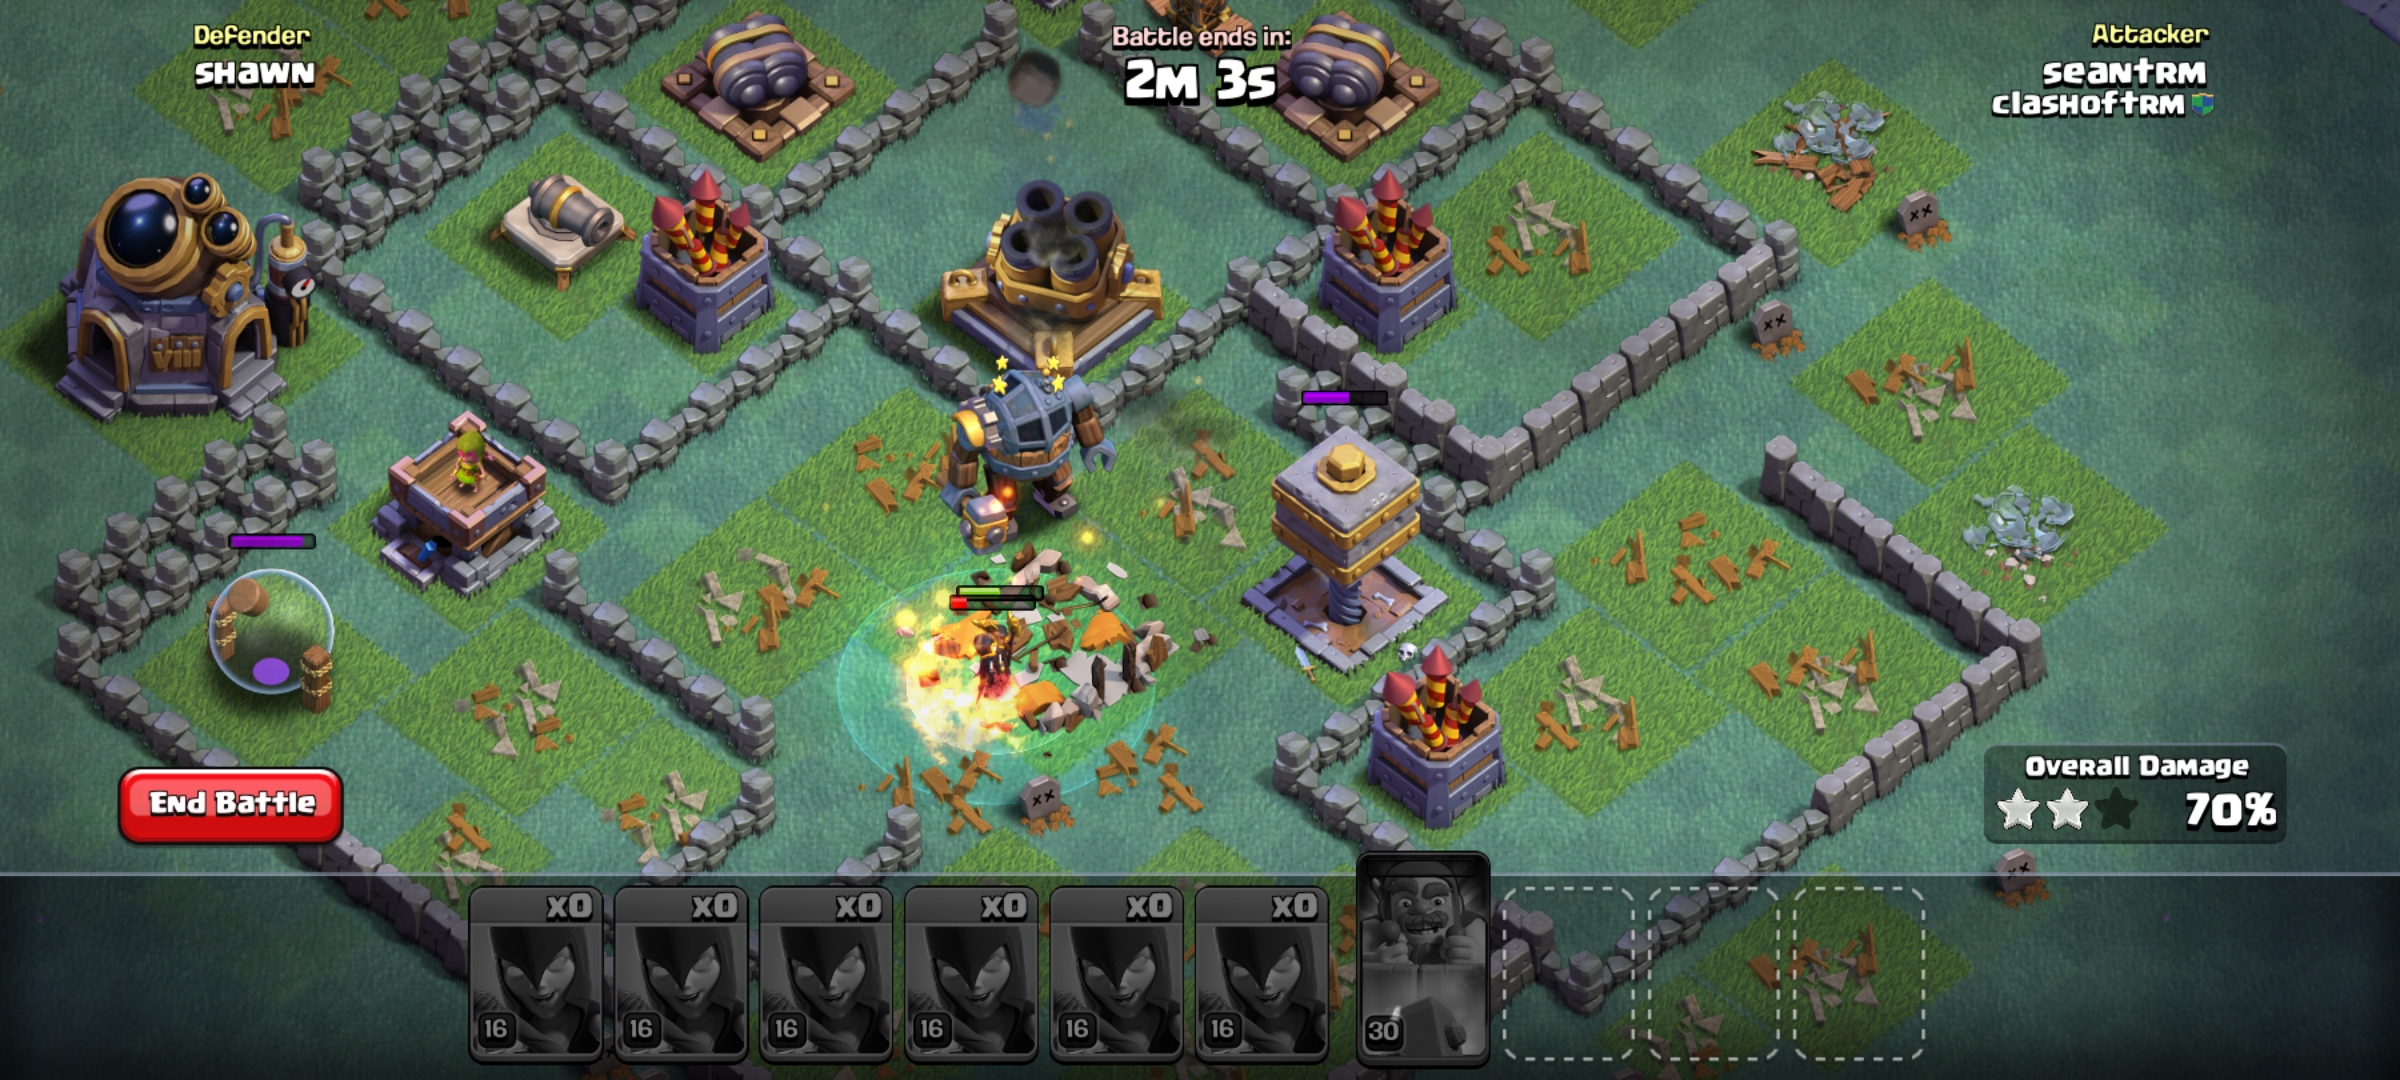 Defender
SHAWN
Battle ends in:
2M 3S
Attacker
seantRM
clashoftRM
VIII
End Battle
Overall Damage
70%
x0
x0
x0
x0
x0
x0
16
16
16
16
16
16
30